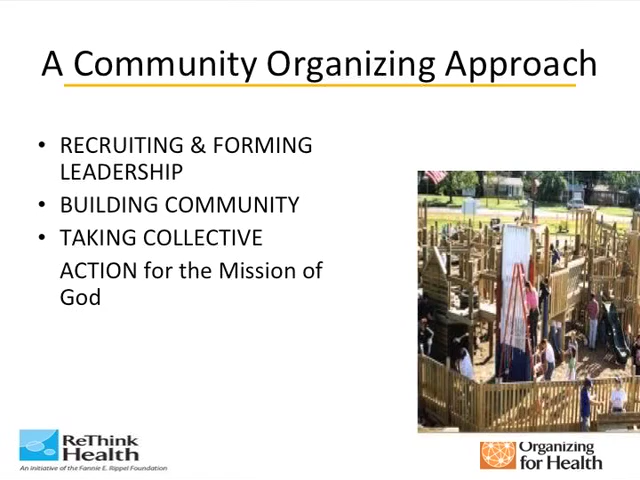 A Community Organizing Approach
• RECRUITING & FORMING
LEADERSHIP
• BUILDING COMMUNITY
• TAKING COLLECTIVE
ACTION for the Mission of
God
ReThink
Health
An initiative of the Fannie E. Rippel Foundation
Organizing
for Health